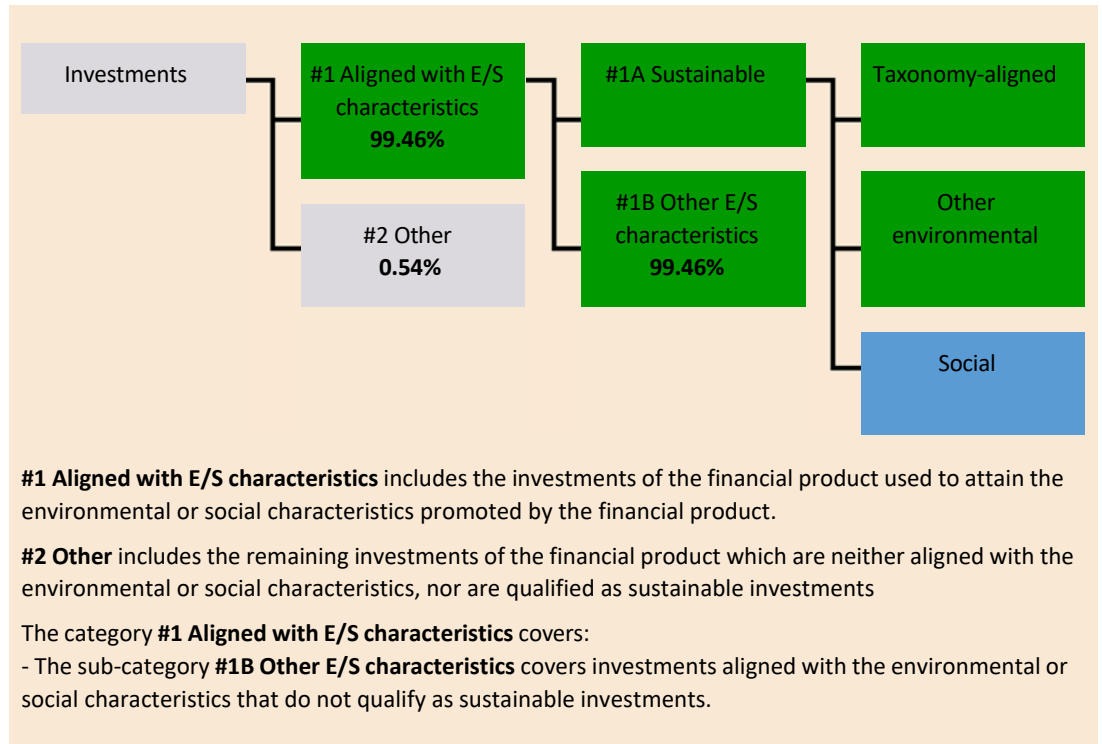 Investments
#1 Aligned with E/S
characteristics
99.46%
#2 Other
0.54%
#1A Sustainable
#1B Other E/S
characteristics
99.46%
Taxonomy-aligned
Other
environmental
Social
#1 Aligned with E/S characteristics includes the investments of the financial product used to attain the
environmental or social characteristics promoted by the financial product.
#2 Other includes the remaining investments of the financial product which are neither aligned with the
environmental or social characteristics, nor are qualified as sustainable investments
The category #1 Aligned with E/S characteristics covers:
- The sub-category #1B Other E/S characteristics covers investments aligned with the environmental or
social characteristics that do not qualify as sustainable investments.